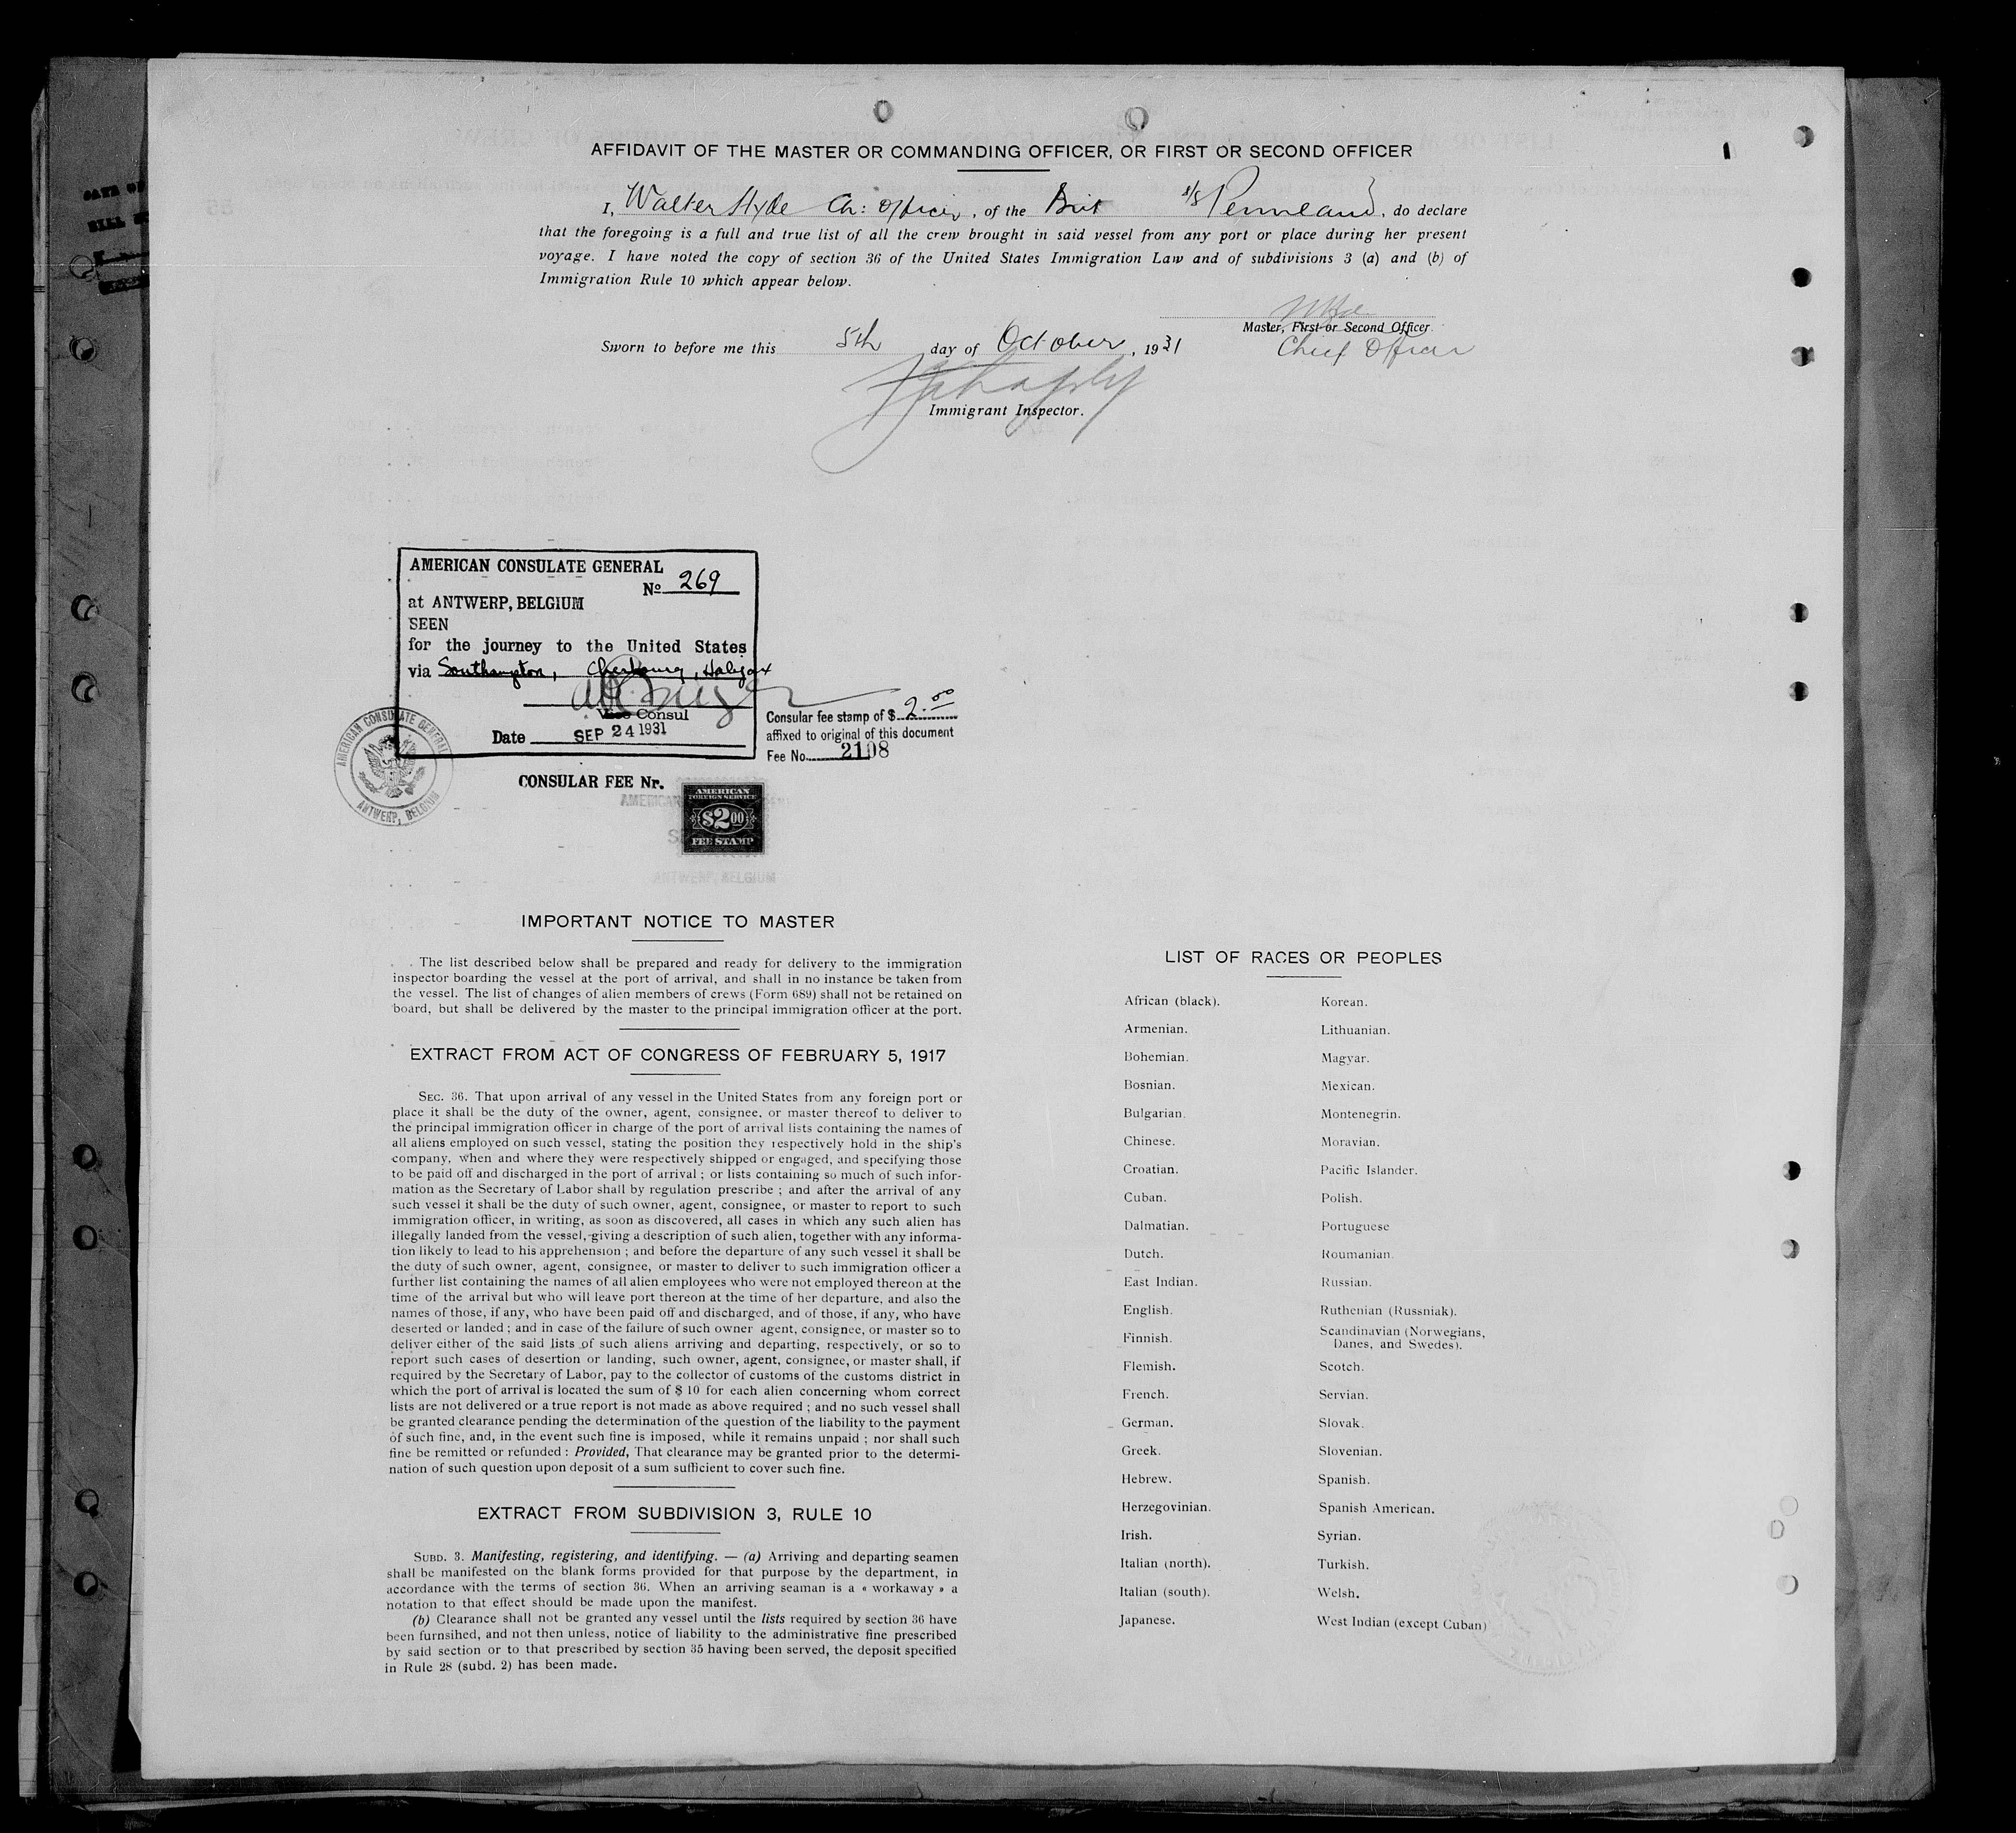 AFFIDAVIT OF THE MASTER OR COMMANDING OFFICER, OR FIRST OR SECOND OFFICER
I, Walter Hyde Ch: Officer, of the Brit s/s Pennland, do declare
that the foregoing is a full and true list of all the crew brought in said vessel from any port or place during her present
voyage. I have noted the copy of section 36 of the United States Immigration Law and of subdivisions 3 (a) and (b) of
Immigration Rule 10 which appear below.
Master, First or Second Officer
Chief Officer
Sworn to before me this 5th day of October, 1931
Immigrant Inspector.
AMERICAN CONSULATE GENERAL
No 269
at ANTWERP, BELGIUM
SEEN
for the journey to the United States
via Southampton, Cherbourg, Halifax
Vice Consul
Date SEP 24 1931
Consular fee stamp of $ 2.00
affixed to original of this document
Fee No. 2108
AMERICAN CONSULATE GENERAL
ANTWERP, BELGIUM
CONSULAR FEE Nr.
AMERICAN
FOREIGN SERVICE
$2.00
FEE STAMP
ANTWERP, BELGIUM
IMPORTANT NOTICE TO MASTER
The list described below shall be prepared and ready for delivery to the immigration
inspector boarding the vessel at the port of arrival, and shall in no instance be taken from
the vessel. The list of changes of alien members of crews (Form 689) shall not be retained on
board, but shall be delivered by the master to the principal immigration officer at the port.
EXTRACT FROM ACT OF CONGRESS OF FEBRUARY 5, 1917
SEC. 36. That upon arrival of any vessel in the United States from any foreign port or
place it shall be the duty of the owner, agent, consignee, or master thereof to deliver to
the principal immigration officer in charge of the port of arrival lists containing the names of
all aliens employed on such vessel, stating the position they respectively hold in the ship's
company, when and where they were respectively shipped or engaged, and specifying those
to be paid off and discharged in the port of arrival ; or lists containing so much of such infor-
mation as the Secretary of Labor shall by regulation prescribe ; and after the arrival of any
such vessel it shall be the duty of such owner, agent, consignee, or master to report to such
immigration officer, in writing, as soon as discovered, all cases in which any such alien has
illegally landed from the vessel, giving a description of such alien, together with any informa-
tion likely to lead to his apprehension ; and before the departure of any such vessel it shall be
the duty of such owner, agent, consignee, or master to deliver to such immigration officer a
further list containing the names of all alien employees who were not employed thereon at the
time of the arrival but who will leave port thereon at the time of her departure, and also the
names of those, if any, who have been paid off and discharged, and of those, if any, who have
deserted or landed ; and in case of the failure of such owner agent, consignee, or master so to
deliver either of the said lists of such aliens arriving and departing, respectively, or so to
report such cases of desertion or landing, such owner, agent, consignee, or master shall, if
required by the Secretary of Labor, pay to the collector of customs of the customs district in
which the port of arrival is located the sum of $ 10 for each alien concerning whom correct
lists are not delivered or a true report is not made as above required ; and no such vessel shall
be granted clearance pending the determination of the question of the liability to the payment
of such fine, and, in the event such fine is imposed, while it remains unpaid ; nor shall such
fine be remitted or refunded : Provided, That clearance may be granted prior to the determi-
nation of such question upon deposit of a sum sufficient to cover such fine.
EXTRACT FROM SUBDIVISION 3, RULE 10
SUBD. 3. Manifesting, registering, and identifying. — (a) Arriving and departing seamen
shall be manifested on the blank forms provided for that purpose by the department, in
accordance with the terms of section 36. When an arriving seaman is a « workaway » a
notation to that effect should be made upon the manifest.
(b) Clearance shall not be granted any vessel until the lists required by section 36 have
been furnsihed, and not then unless, notice of liability to the administrative fine prescribed
by said section or to that prescribed by section 35 having been served, the deposit specified
in Rule 28 (subd. 2) has been made.
LIST OF RACES OR PEOPLES
African (black).
Armenian.
Bohemian.
Bosnian.
Bulgarian.
Chinese.
Croatian.
Cuban.
Dalmatian.
Dutch.
East Indian.
English.
Finnish.
Flemish.
French.
German.
Greek.
Hebrew.
Herzegovinian.
Irish.
Italian (north).
Italian (south).
Japanese.
Korean.
Lithuanian.
Magyar.
Mexican.
Montenegrin.
Moravian.
Pacific Islander.
Polish.
Portuguese
Roumanian.
Russian.
Ruthenian (Russniak).
Scandinavian (Norwegians,
Danes, and Swedes).
Scotch.
Servian.
Slovak.
Slovenian.
Spanish.
Spanish American.
Syrian.
Turkish.
Welsh.
West Indian (except Cuban)